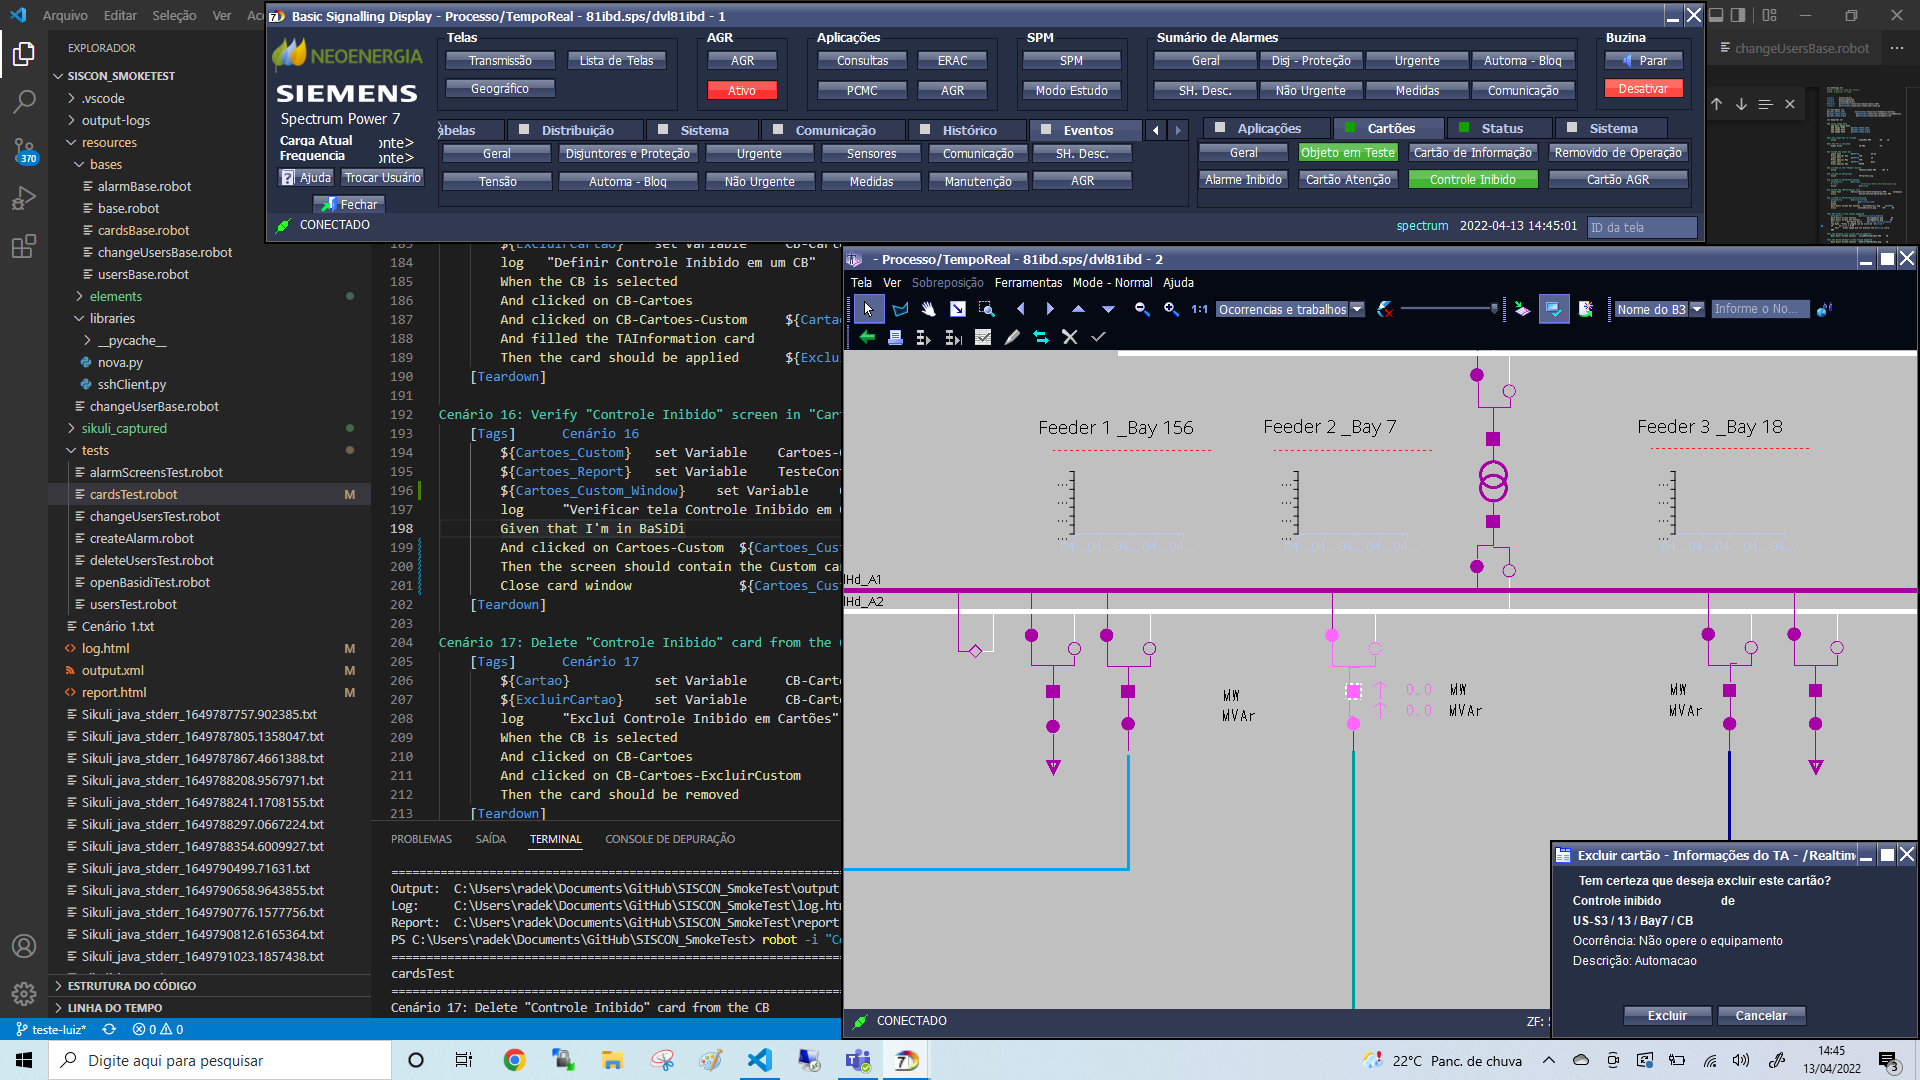 Arquivo Editar Seleção Ver
EXPLORADOR
SISCON_SMOKETEST
.vscode
output-logs
resources
bases
alarmBase.robot
base.robot
cardsBase.robot
changeUsersBase.robot
usersBase.robot
elements
libraries
__pycache__
nova.py
sshClient.py
changeUserBase.robot
sikuli_captured
tests
alarmScreensTest.robot
cardsTest.robot M
changeUsersTest.robot
createAlarm.robot
deleteUsersTest.robot
openBasidiTest.robot
usersTest.robot
Cenário 1.txt
log.html M
output.xml M
report.html M
Sikuli_java_stderr_1649787757.902385.txt
Sikuli_java_stderr_1649787805.1358047.txt
Sikuli_java_stderr_1649787867.4661388.txt
Sikuli_java_stderr_1649788208.9567971.txt
Sikuli_java_stderr_1649788241.1708155.txt
Sikuli_java_stderr_1649788297.0667224.txt
Sikuli_java_stderr_1649788354.6009927.txt
Sikuli_java_stderr_1649790499.71631.txt
Sikuli_java_stderr_1649790658.9643855.txt
Sikuli_java_stderr_1649790776.1577756.txt
Sikuli_java_stderr_1649790812.6165364.txt
Sikuli_java_stderr_1649791023.1857438.txt
ESTRUTURA DO CÓDIGO
LINHA DO TEMPO
370
teste-luiz* 0 0
Basic Signalling Display - Processo/TempoReal - 81ibd.sps/dvl81ibd - 1
changeUsersBase.robot
NEOENERGIA
SIEMENS
Spectrum Power 7
Carga Atual onte>
Frequencia onte>
Ajuda Trocar Usuário
Fechar
CONECTADO
Telas AGR Aplicações SPM Sumário de Alarmes Buzina
Transmissão Lista de Telas AGR Consultas ERAC SPM Geral Disj - Proteção Urgente Automa - Bloq Parar
Geográfico Ativo PCMC AGR Modo Estudo SH. Desc. Não Urgente Medidas Comunicação Desativar
abelas Distribuição Sistema Comunicação Histórico Eventos
Geral Disjuntores e Proteção Urgente Sensores Comunicação SH. Desc.
Tensão Automa - Bloq Não Urgente Medidas Manutenção AGR
Aplicações Cartões Status Sistema
Geral Objeto em Teste Cartão de Informação Removido de Operação
Alarme Inibido Cartão Atenção Controle Inibido Cartão AGR
spectrum 2022-04-13 14:45:01 ID da tela
183 ${ExcluirCartao} set Variable CB-Carto
184 log "Definir Controle Inibido em um CB"
185 When the CB is selected
186 And clicked on CB-Cartoes
187 And clicked on CB-Cartoes-Custom ${Cartao
188 And filled the TAInformation card
189 Then the card should be applied ${Exclui
190 [Teardown]
191
192 Cenário 16: Verify "Controle Inibido" screen in "Car
193 [Tags] Cenário 16
194 ${Cartoes_Custom} set Variable Cartoes-C
195 ${Cartoes_Report} set Variable TesteCont
196 ${Cartoes_Custom_Window} set Variable
197 log "Verificar tela Controle Inibido em
198 Given that I'm in BaSiDi
199 And clicked on Cartoes-Custom ${Cartoes_Cus
200 Then the screen should contain the Custom car
201 Close card window ${Cartoes_Cus
202 [Teardown]
203
204 Cenário 17: Delete "Controle Inibido" card from the
205 [Tags] Cenário 17
206 ${Cartao} set Variable CB-Cart
207 ${ExcluirCartao} set Variable CB-Car
208 log "Exclui Controle Inibido em Cartões"
209 When the CB is selected
210 And clicked on CB-Cartoes
211 And clicked on CB-Cartoes-ExcluirCustom
212 Then the card should be removed
213 [Teardown]
PROBLEMAS SAÍDA TERMINAL CONSOLE DE DEPURAÇÃO
Output: C:\Users\radek\Documents\GitHub\SISCON_SmokeTest\output
Log: C:\Users\radek\Documents\GitHub\SISCON_SmokeTest\log.ht
Report: C:\Users\radek\Documents\GitHub\SISCON_SmokeTest\report
PS C:\Users\radek\Documents\GitHub\SISCON_SmokeTest> robot -i "C
cardsTest
Cenário 17: Delete "Controle Inibido" card from the CB
- Processo/TempoReal - 81ibd.sps/dvl81ibd - 2
Tela Ver Sobreposição Ferramentas Modo - Normal Ajuda
1:1 Ocorrencias e trabalhos Nome do B3 Informe o No...
Feeder 1 _Bay 156 Feeder 2 _Bay 7 Feeder 3 _Bay 18
04... 04... 04... 04... 04...
04... 04... 04... 04... 04...
04... 04... 04... 04... 04...
Hd_A1
Hd_A2
MW 0.0 MW MW
MVAr 0.0 MVAr MVAr
CONECTADO ZF:
Excluir cartão - Informações do TA - /Realtim
Tem certeza que deseja excluir este cartão?
Controle inibido de
US-S3 / 13 / Bay7 / CB
Ocorrência: Não opere o equipamento
Descrição: Automacao
Excluir Cancelar
Digite aqui para pesquisar
22°C Panc. de chuva
14:45
13/04/2022
3